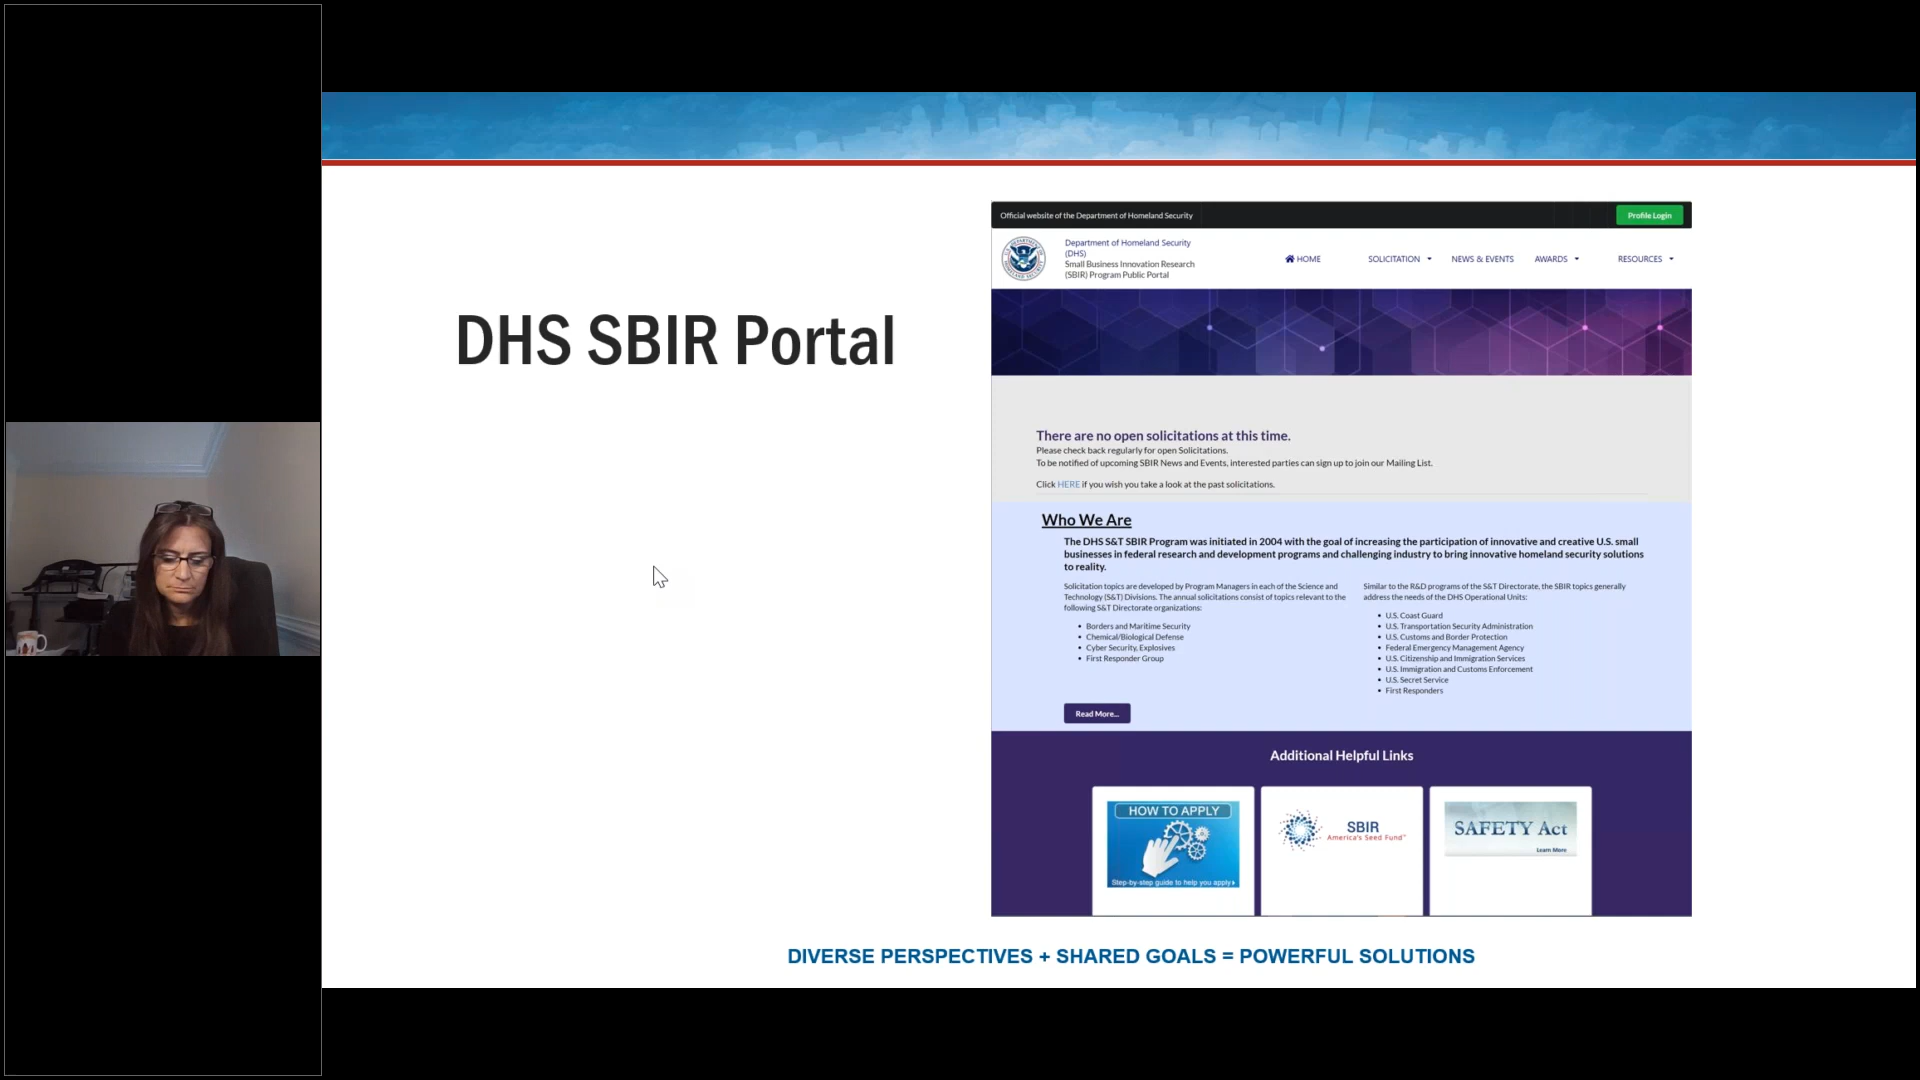 DHS SBIR Portal
Official website of the Department of Homeland Security
Profile Login
Department of Homeland Security
(DHS)
Small Business Innovation Research
(SBIR) Program Public Portal
HOME
SOLICITATION
NEWS & EVENTS
AWARDS
RESOURCES
There are no open solicitations at this time.
Please check back regularly for open Solicitations.
To be notified of upcoming SBIR News and Events, interested parties can sign up to join our Mailing List.
Click HERE if you wish you take a look at the past solicitations.
Who We Are
The DHS S&T SBIR Program was initiated in 2004 with the goal of increasing the participation of innovative and creative U.S. small
businesses in federal research and development programs and challenging industry to bring innovative homeland security solutions
to reality.
Solicitation topics are developed by Program Managers in each of the Science and
Technology (S&T) Divisions. The annual solicitations consist of topics relevant to the
following S&T Directorate organizations:
• Borders and Maritime Security
• Chemical/Biological Defense
• Cyber Security, Explosives
• First Responder Group
Similar to the R&D programs of the S&T Directorate, the SBIR topics generally
address the needs of the DHS Operational Units:
• U.S. Coast Guard
• U.S. Transportation Security Administration
• U.S. Customs and Border Protection
• Federal Emergency Management Agency
• U.S. Citizenship and Immigration Services
• U.S. Immigration and Customs Enforcement
• U.S. Secret Service
• First Responders
Read More...
Additional Helpful Links
HOW TO APPLY
Step-by-step guide to help you apply
SBIR
America's Seed Fund™
SAFETY Act
Learn More
DIVERSE PERSPECTIVES + SHARED GOALS = POWERFUL SOLUTIONS